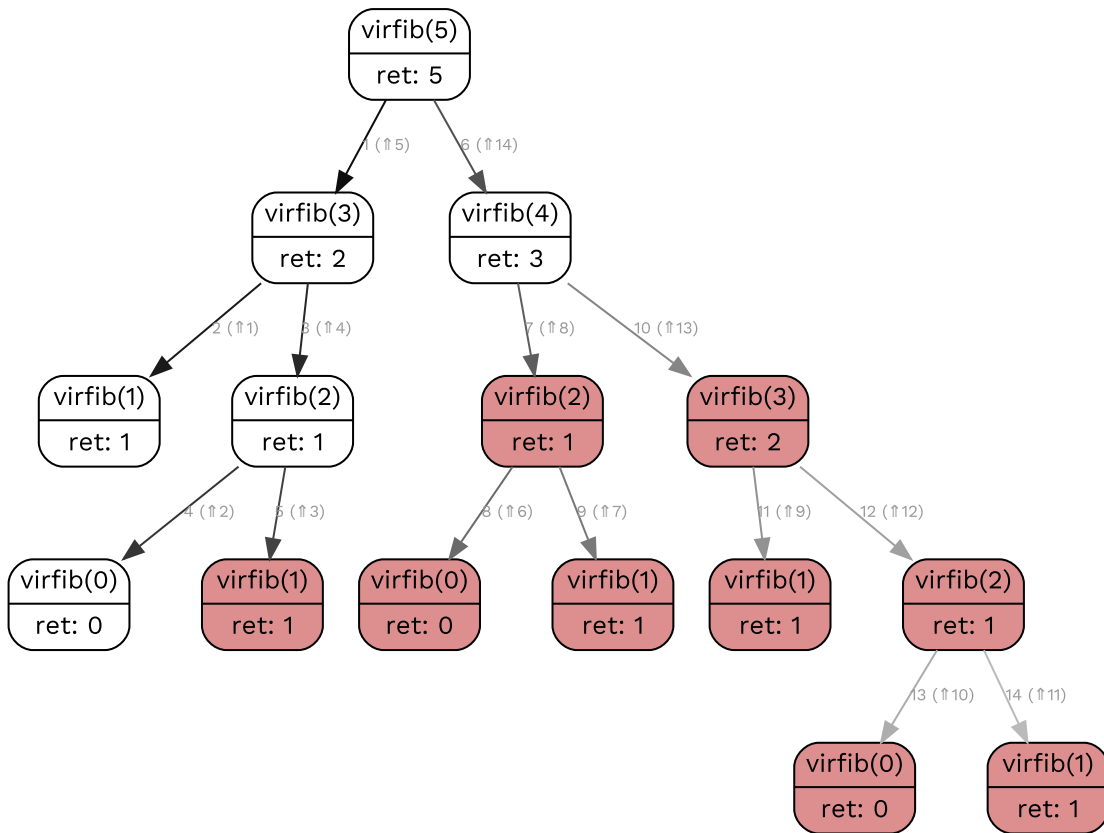 virfib(5)
ret: 5
1 (⇑5)
6 (⇑14)
virfib(3)
ret: 2
virfib(4)
ret: 3
2 (⇑1)
3 (⇑4)
7 (⇑8)
10 (⇑13)
virfib(1)
ret: 1
virfib(2)
ret: 1
virfib(2)
ret: 1
virfib(3)
ret: 2
4 (⇑2)
5 (⇑3)
8 (⇑6)
9 (⇑7)
11 (⇑9)
12 (⇑12)
virfib(0)
ret: 0
virfib(1)
ret: 1
virfib(0)
ret: 0
virfib(1)
ret: 1
virfib(1)
ret: 1
virfib(2)
ret: 1
13 (⇑10)
14 (⇑11)
virfib(0)
ret: 0
virfib(1)
ret: 1